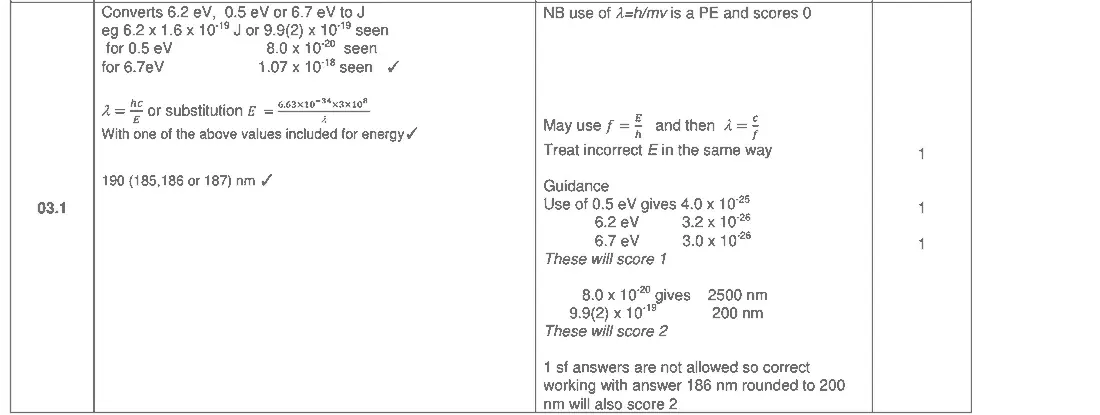 Converts 6.2 eV, 0.5 eV or 6.7 eV to J
eg 6.2 x 1.6 x 10⁻¹⁹ J or 9.9(2) x 10⁻¹⁹ seen
for 0.5 eV 8.0 x 10⁻²⁰ seen
for 6.7eV 1.07 x 10⁻¹⁸ seen ✓
λ = hc/E or substitution E = 6.63×10⁻³⁴×3×10⁸/λ
With one of the above values included for energy✓
190 (185,186 or 187) nm ✓
03.1
NB use of λ=h/mv is a PE and scores 0
May use f = E/h and then λ = c/f
Treat incorrect E in the same way
Guidance
Use of 0.5 eV gives 4.0 x 10⁻²⁵
6.2 eV 3.2 x 10⁻²⁶
6.7 eV 3.0 x 10⁻²⁶
These will score 1
8.0 x 10⁻²⁰ gives 2500 nm
9.9(2) x 10⁻¹⁹ 200 nm
These will score 2
1 sf answers are not allowed so correct
working with answer 186 nm rounded to 200
nm will also score 2
1
1
1